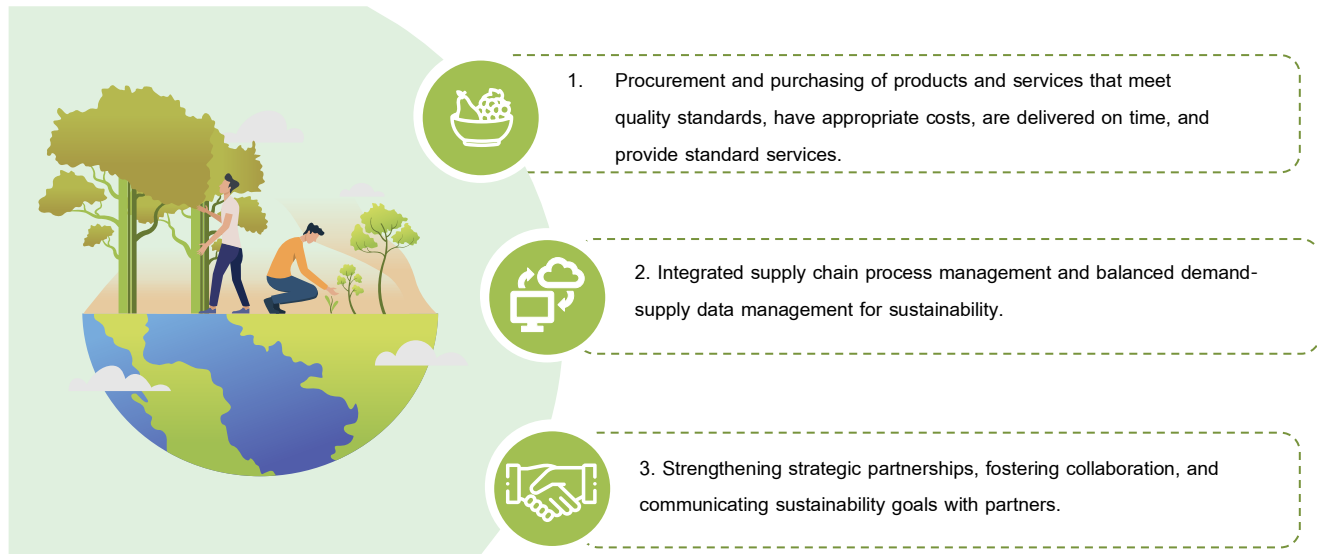 1. Procurement and purchasing of products and services that meet
quality standards, have appropriate costs, are delivered on time, and
provide standard services.
2. Integrated supply chain process management and balanced demand-
supply data management for sustainability.
3. Strengthening strategic partnerships, fostering collaboration, and
communicating sustainability goals with partners.